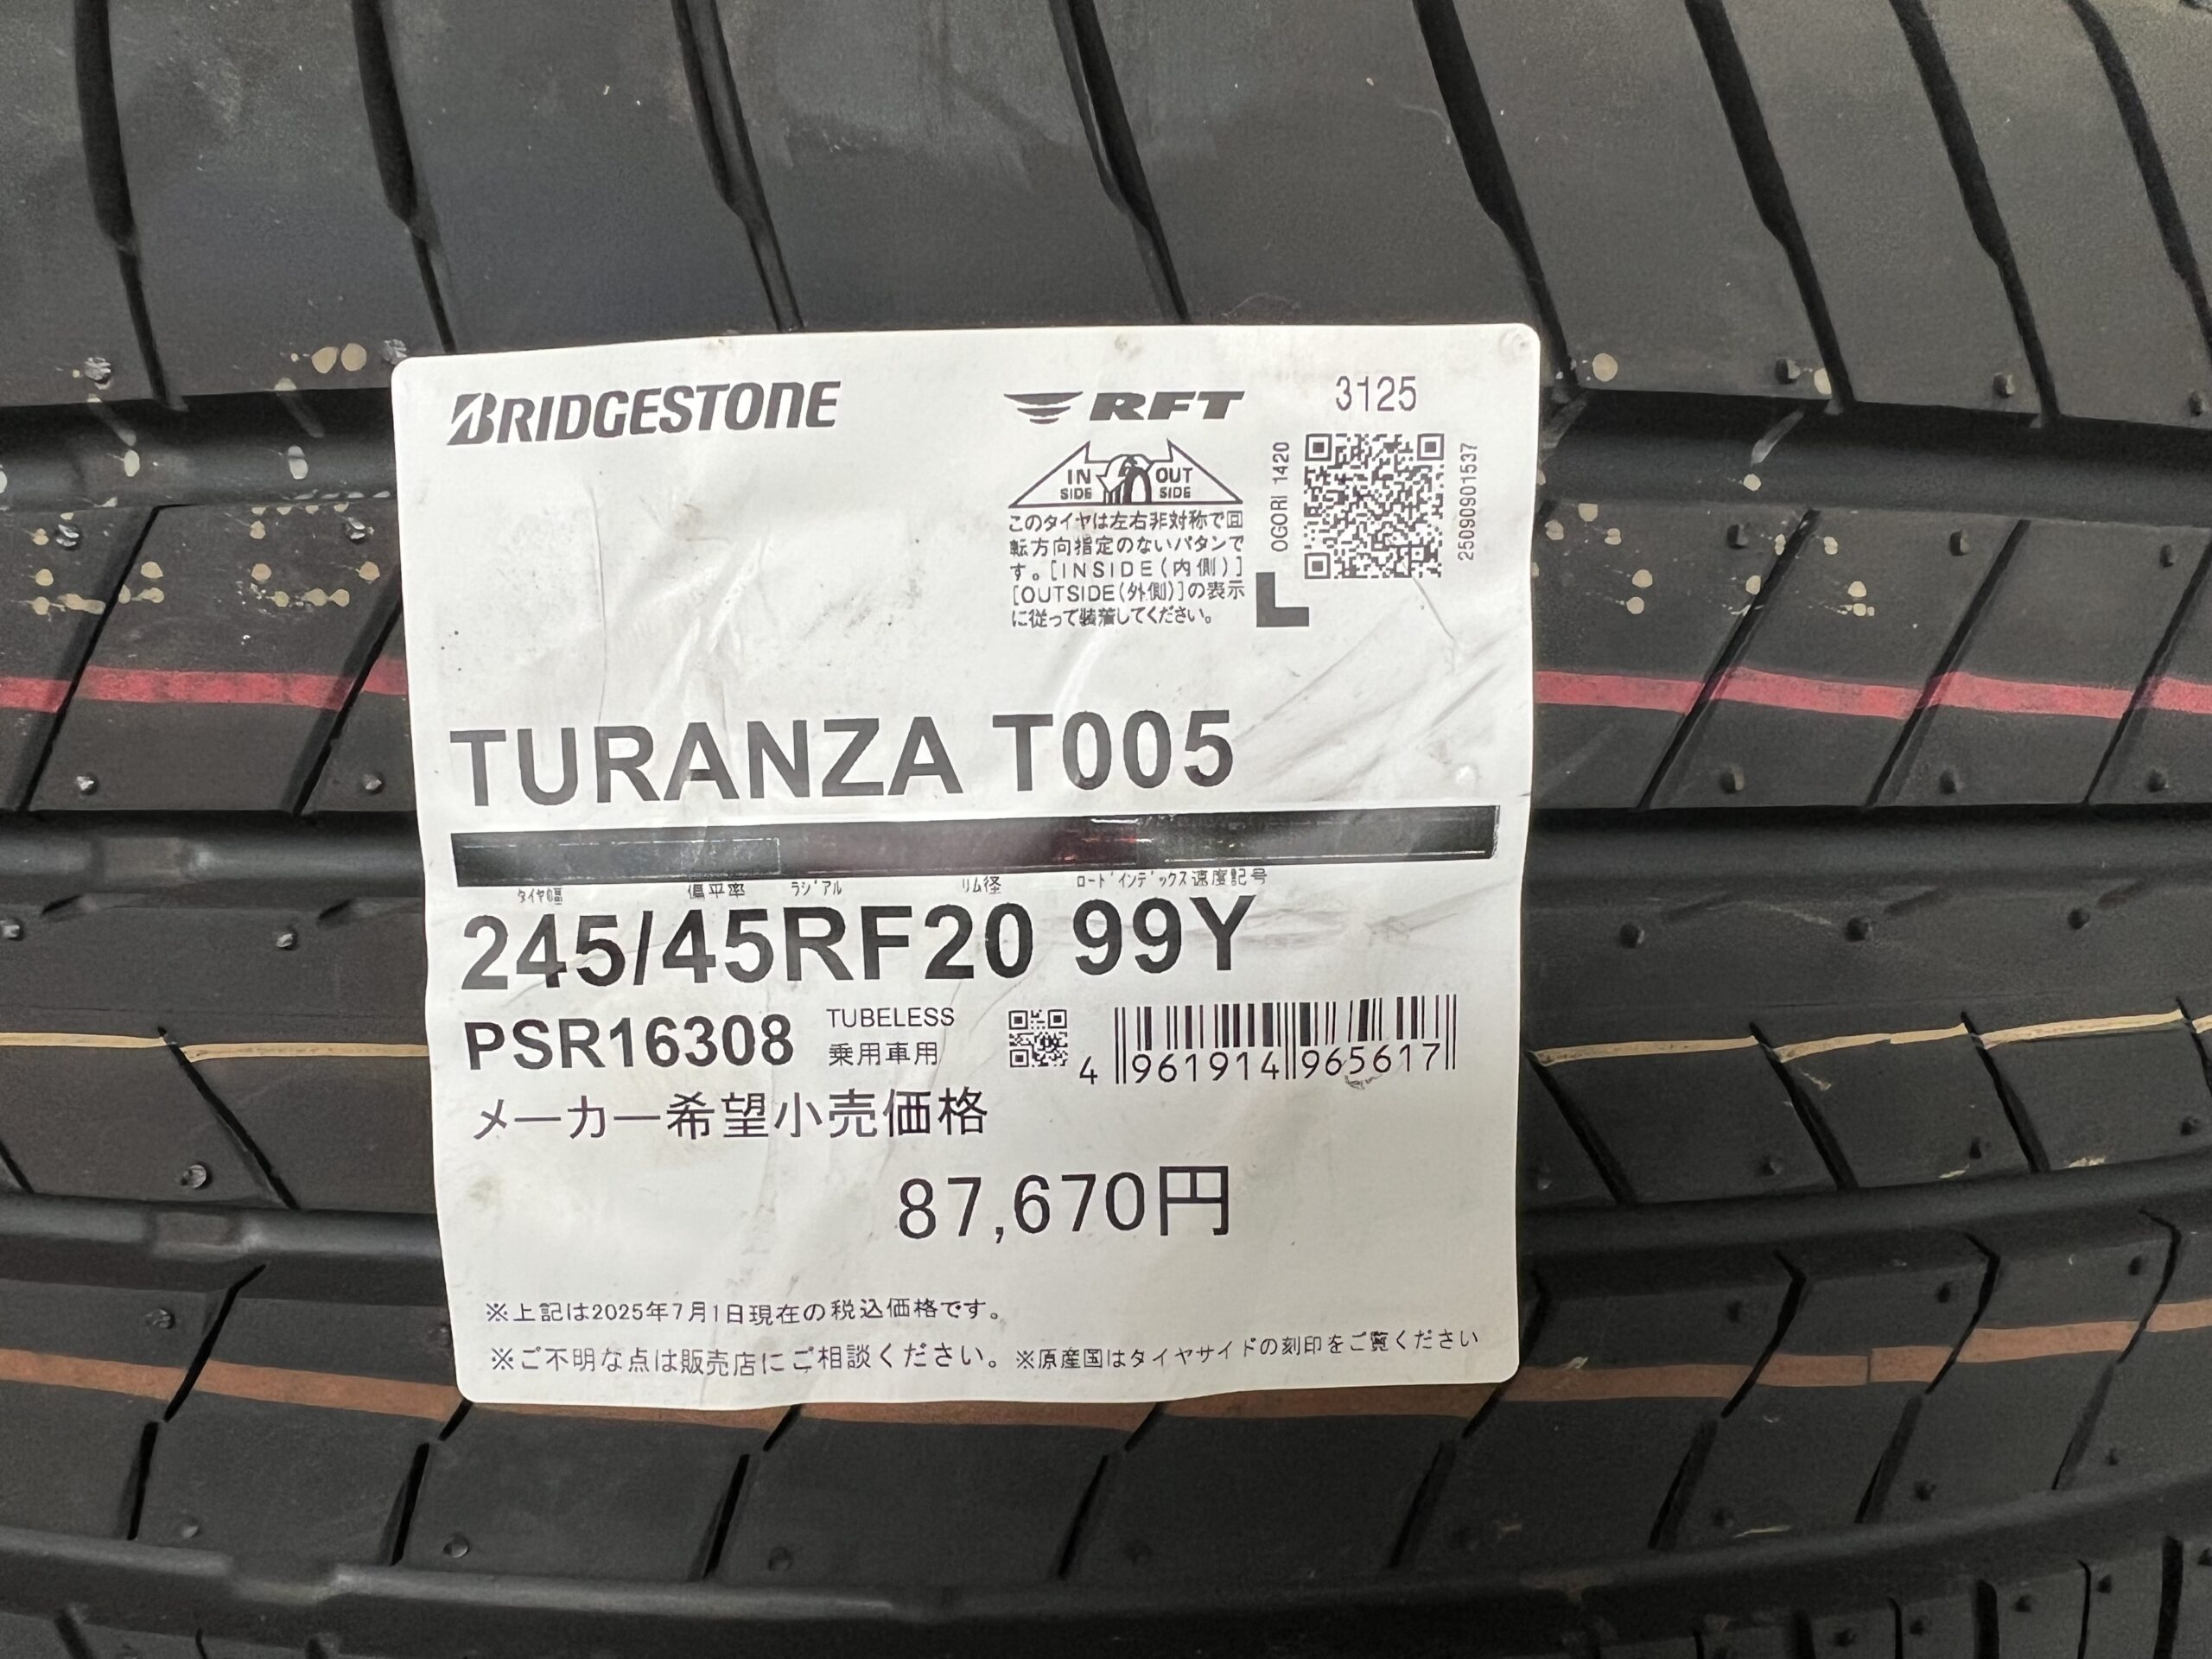 BRIDGESTONE
RFT
3125
IN SIDE
OUT SIDE
OGORI 1420
250909901537
このタイヤは左右非対称で回
転方向指定のないパタンで
す。[INSIDE(内側)]
[OUTSIDE(外側)]の表示
に従って装着してください。
L
TURANZA T005
タイヤ幅 偏平率 ラジアル リム径 ロードインデックス 速度記号
245/45RF20 99Y
PSR16308
TUBELESS
乗用車用
4 961914 965617
メーカー希望小売価格
87,670円
※上記は2025年7月1日現在の税込価格です。
※ご不明な点は販売店にご相談ください。※原産国はタイヤサイドの刻印をご覧ください